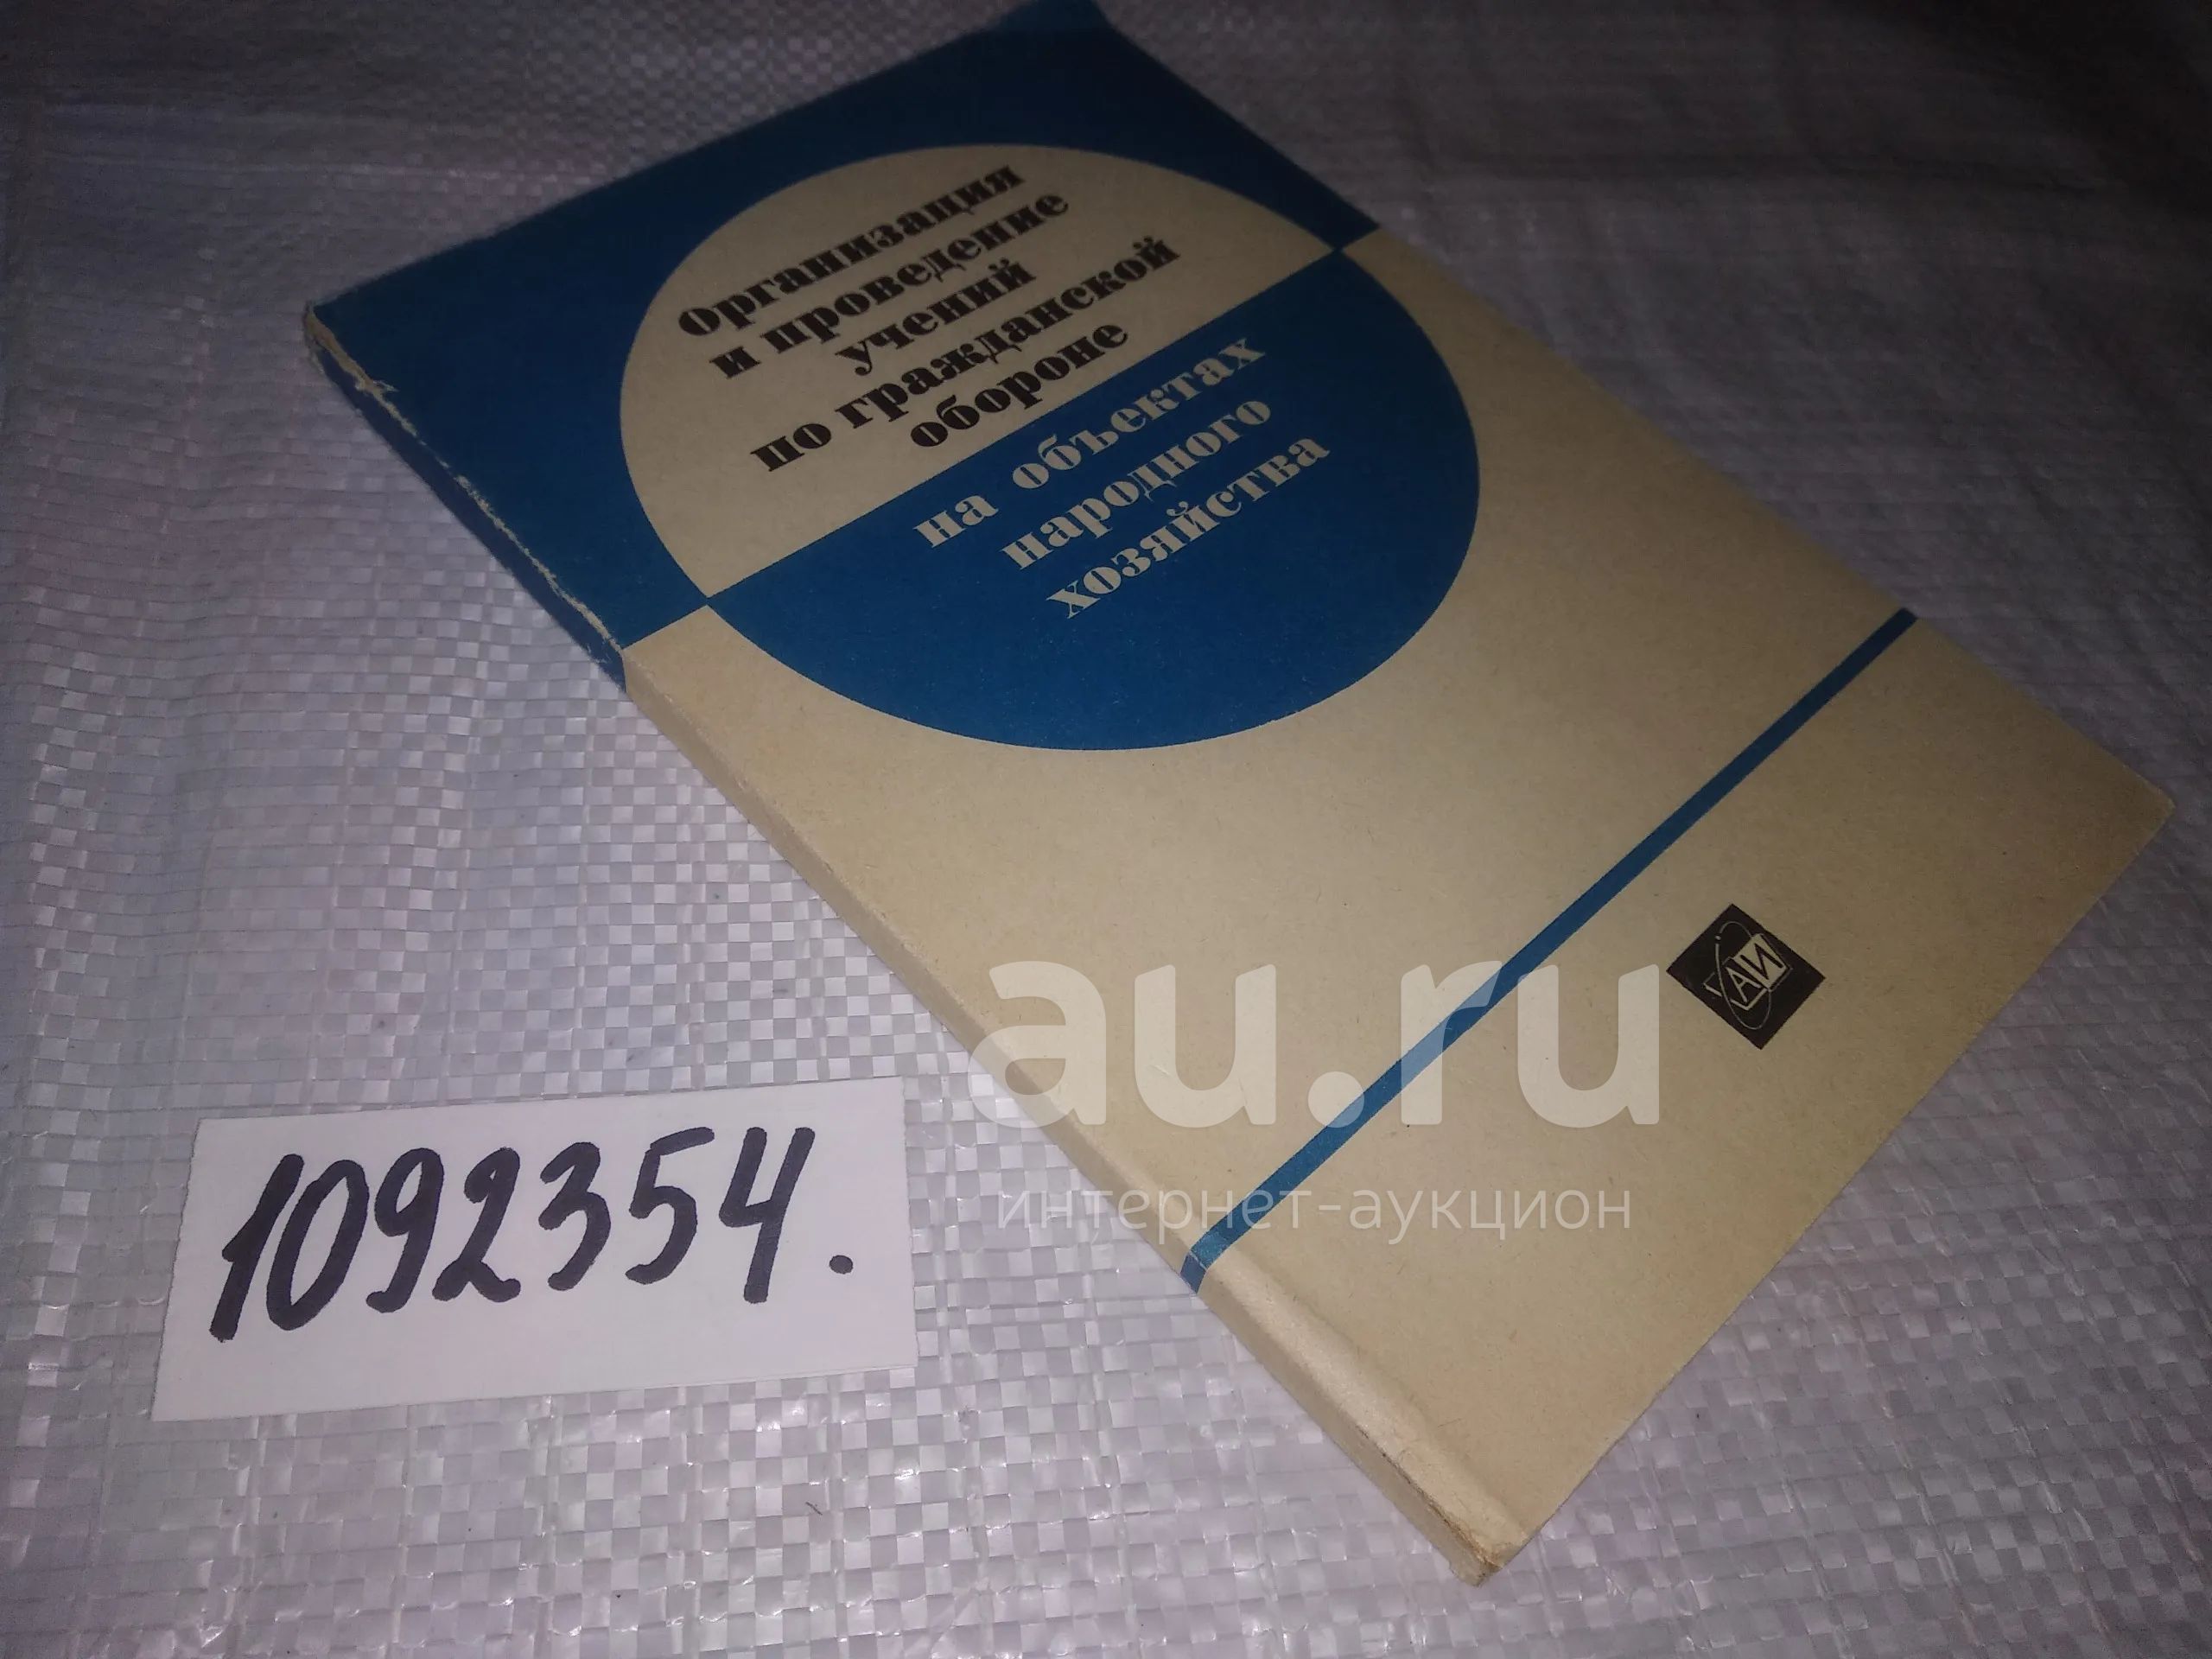 Организация
и проведение
учений
по гражданской
обороне
на объектах
народного
хозяйства
АИ
au.ru
интернет-аукцион
1092354.